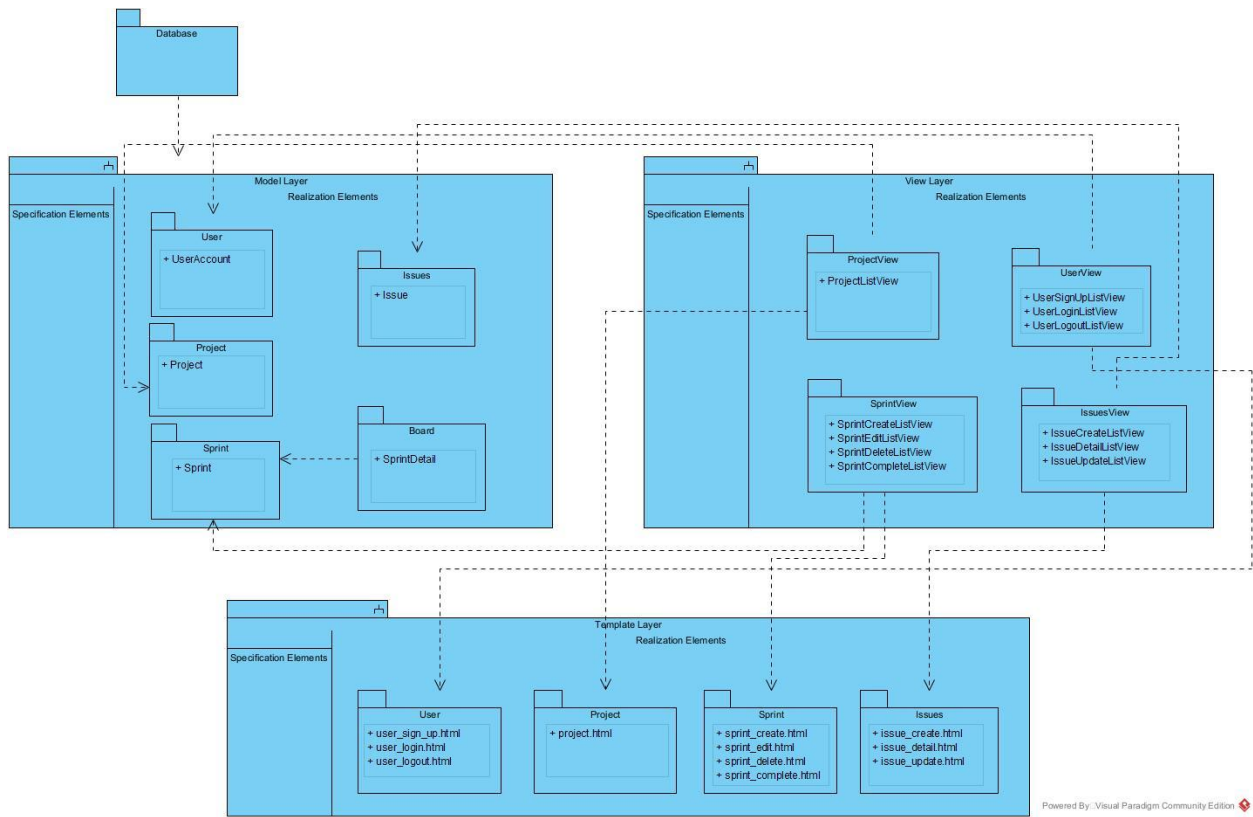 Database
Model Layer
Realization Elements
Specification Elements
User
+ UserAccount
Issues
+ Issue
Project
+ Project
Sprint
+ Sprint
Board
+ SprintDetail
View Layer
Realization Elements
Specification Elements
ProjectView
+ ProjectListView
UserView
+ UserSignUpListView
+ UserLoginListView
+ UserLogoutListView
SprintView
+ SprintCreateListView
+ SprintEditListView
+ SprintDeleteListView
+ SprintCompleteListView
IssuesView
+ IssueCreateListView
+ IssueDetailListView
+ IssueUpdateListView
Template Layer
Realization Elements
Specification Elements
User
+ user_sign_up.html
+ user_login.html
+ user_logout.html
Project
+ project.html
Sprint
+ sprint_create.html
+ sprint_edit.html
+ sprint_delete.html
+ sprint_complete.html
Issues
+ issue_create.html
+ issue_detail.html
+ issue_update.html
Powered By: Visual Paradigm Community Edition